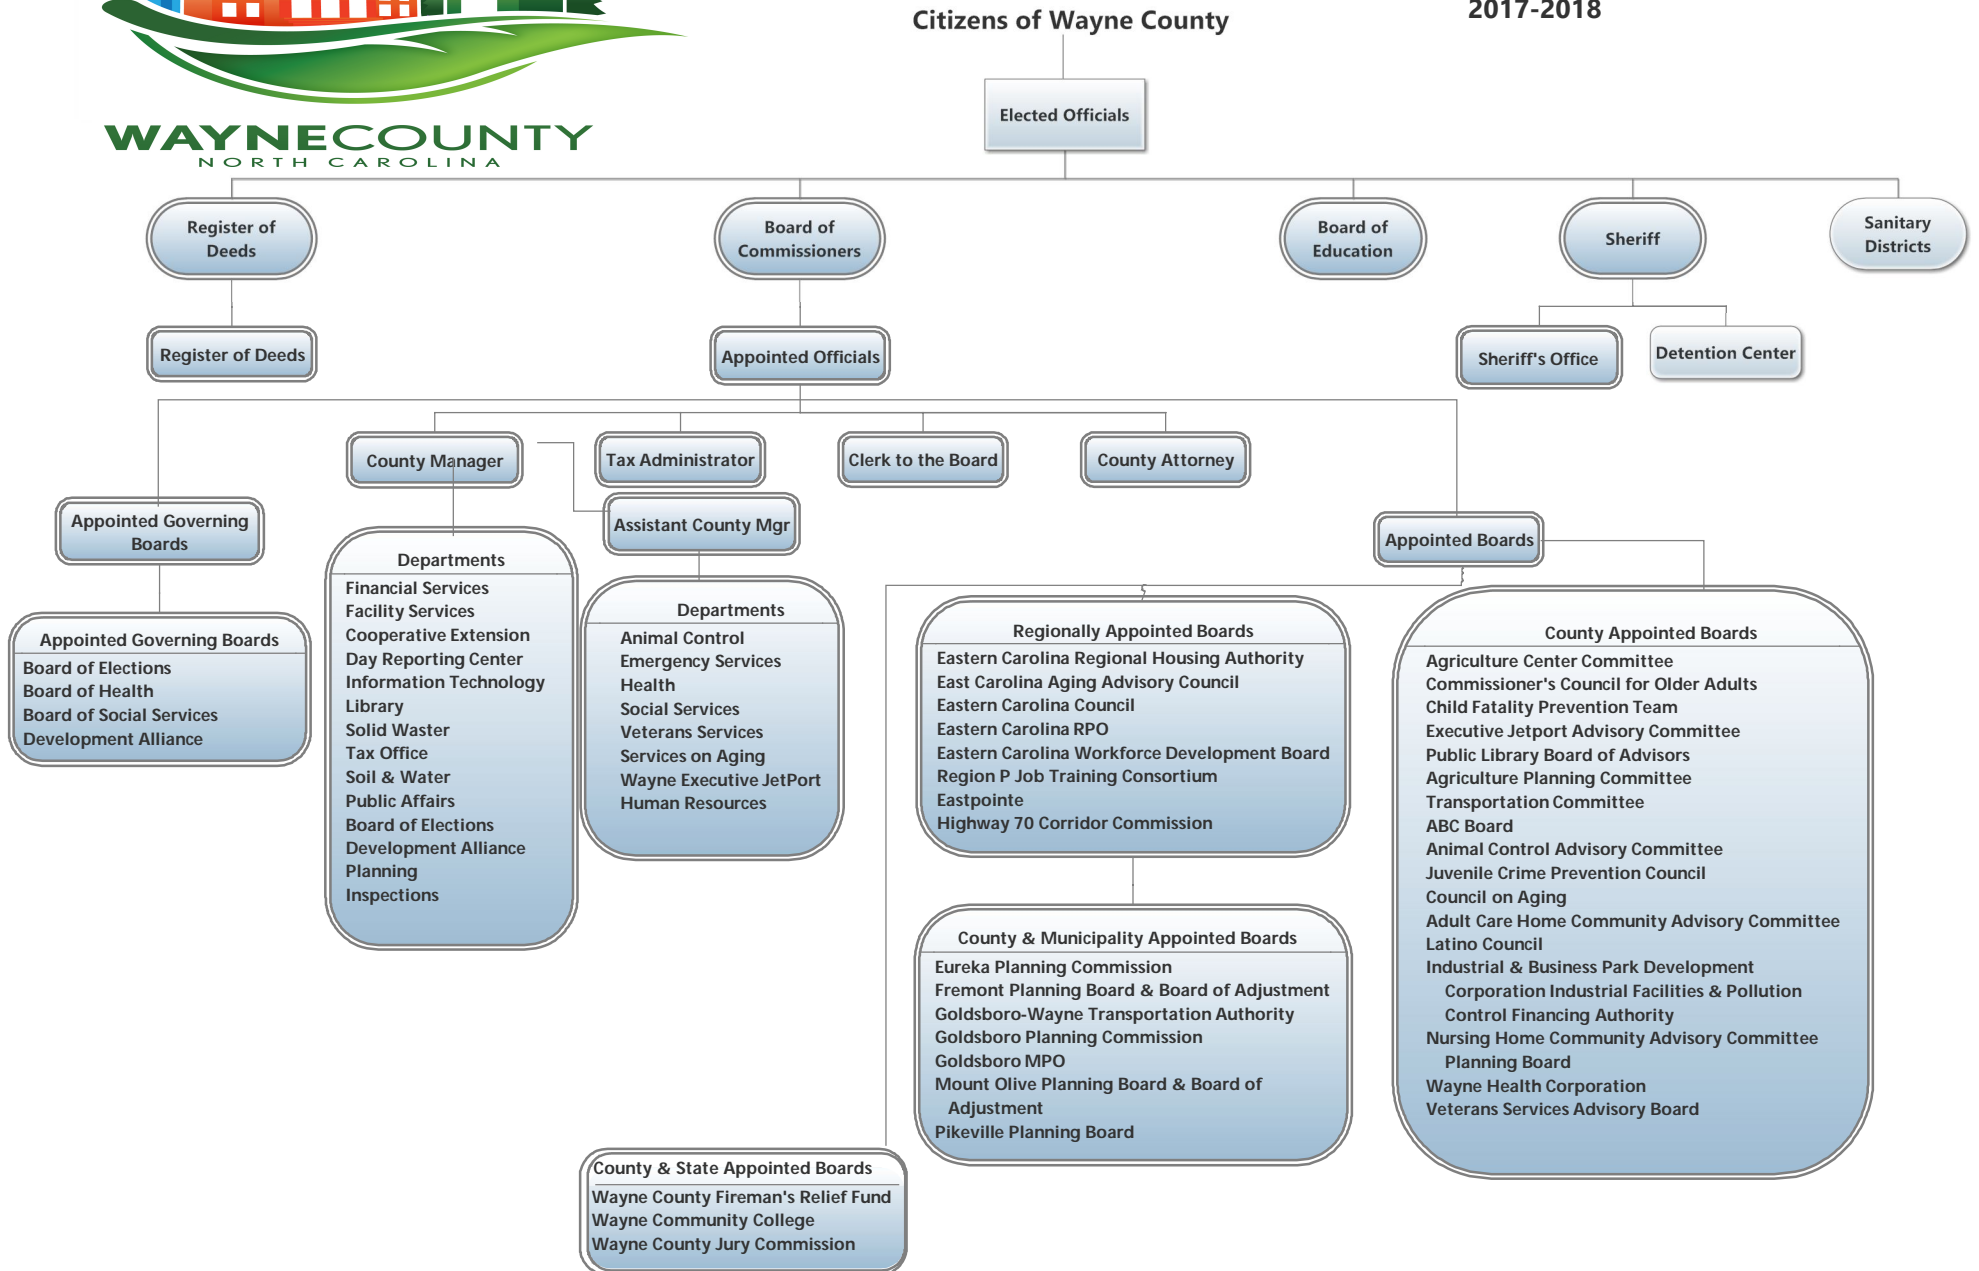 Citizens of Wayne County
2017-2018
WAYNECOUNTY
NORTH CAROLINA
Elected Officials
Register of
Deeds
Board of
Commissioners
Board of
Education
Sheriff
Sanitary
Districts
Register of Deeds
Appointed Officials
Sheriff's Office
Detention Center
County Manager
Tax Administrator
Clerk to the Board
County Attorney
Appointed Governing
Boards
Assistant County Mgr
Appointed Boards
Appointed Governing Boards
Board of Elections
Board of Health
Board of Social Services
Development Alliance
Departments
Financial Services
Facility Services
Cooperative Extension
Day Reporting Center
Information Technology
Library
Solid Waster
Tax Office
Soil & Water
Public Affairs
Board of Elections
Development Alliance
Planning
Inspections
Departments
Animal Control
Emergency Services
Health
Social Services
Veterans Services
Services on Aging
Wayne Executive JetPort
Human Resources
Regionally Appointed Boards
Eastern Carolina Regional Housing Authority
East Carolina Aging Advisory Council
Eastern Carolina Council
Eastern Carolina RPO
Eastern Carolina Workforce Development Board
Region P Job Training Consortium
Eastpointe
Highway 70 Corridor Commission
County & Municipality Appointed Boards
Eureka Planning Commission
Fremont Planning Board & Board of Adjustment
Goldsboro-Wayne Transportation Authority
Goldsboro Planning Commission
Goldsboro MPO
Mount Olive Planning Board & Board of
Adjustment
Pikeville Planning Board
County Appointed Boards
Agriculture Center Committee
Commissioner's Council for Older Adults
Child Fatality Prevention Team
Executive Jetport Advisory Committee
Public Library Board of Advisors
Agriculture Planning Committee
Transportation Committee
ABC Board
Animal Control Advisory Committee
Juvenile Crime Prevention Council
Council on Aging
Adult Care Home Community Advisory Committee
Latino Council
Industrial & Business Park Development
Corporation Industrial Facilities & Pollution
Control Financing Authority
Nursing Home Community Advisory Committee
Planning Board
Wayne Health Corporation
Veterans Services Advisory Board
County & State Appointed Boards
Wayne County Fireman's Relief Fund
Wayne Community College
Wayne County Jury Commission